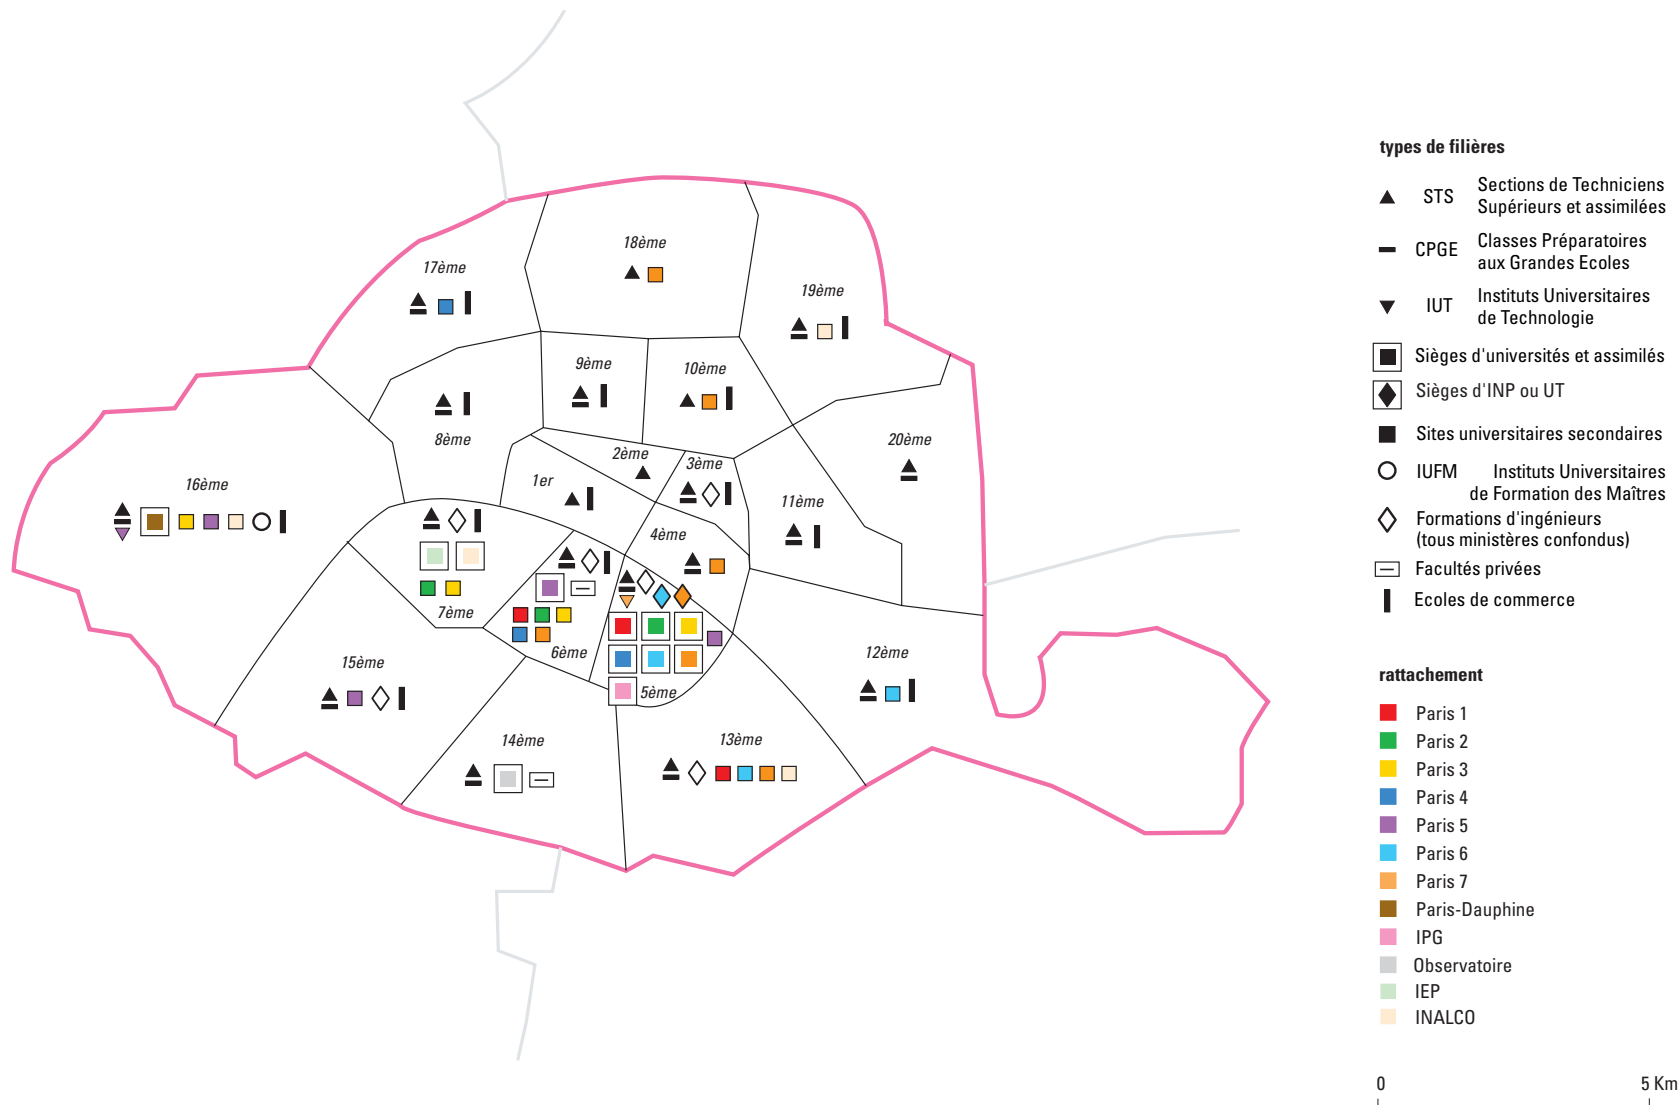 18ème
17ème
19ème
9ème
10ème
8ème
20ème
2ème
3ème
1er
16ème
11ème
4ème
7ème
6ème
15ème
12ème
5ème
14ème
13ème
types de filières
STS Sections de Techniciens
Supérieurs et assimilées
CPGE Classes Préparatoires
aux Grandes Ecoles
IUT Instituts Universitaires
de Technologie
Sièges d'universités et assimilés
Sièges d'INP ou UT
Sites universitaires secondaires
IUFM Instituts Universitaires
de Formation des Maîtres
Formations d'ingénieurs
(tous ministères confondus)
Facultés privées
Ecoles de commerce
rattachement
Paris 1
Paris 2
Paris 3
Paris 4
Paris 5
Paris 6
Paris 7
Paris-Dauphine
IPG
Observatoire
IEP
INALCO
0 5 Km